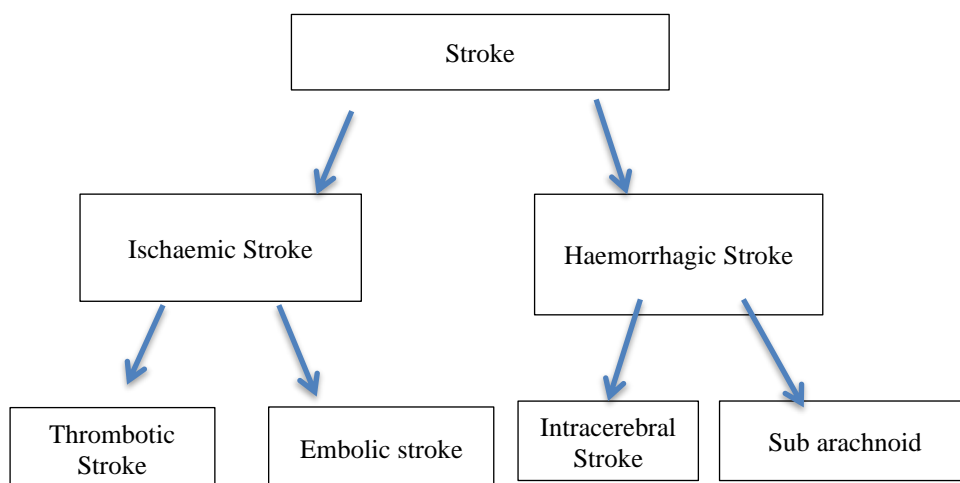 Stroke
Ischaemic Stroke
Haemorrhagic Stroke
Thrombotic
Stroke
Embolic stroke
Intracerebral
Stroke
Sub arachnoid